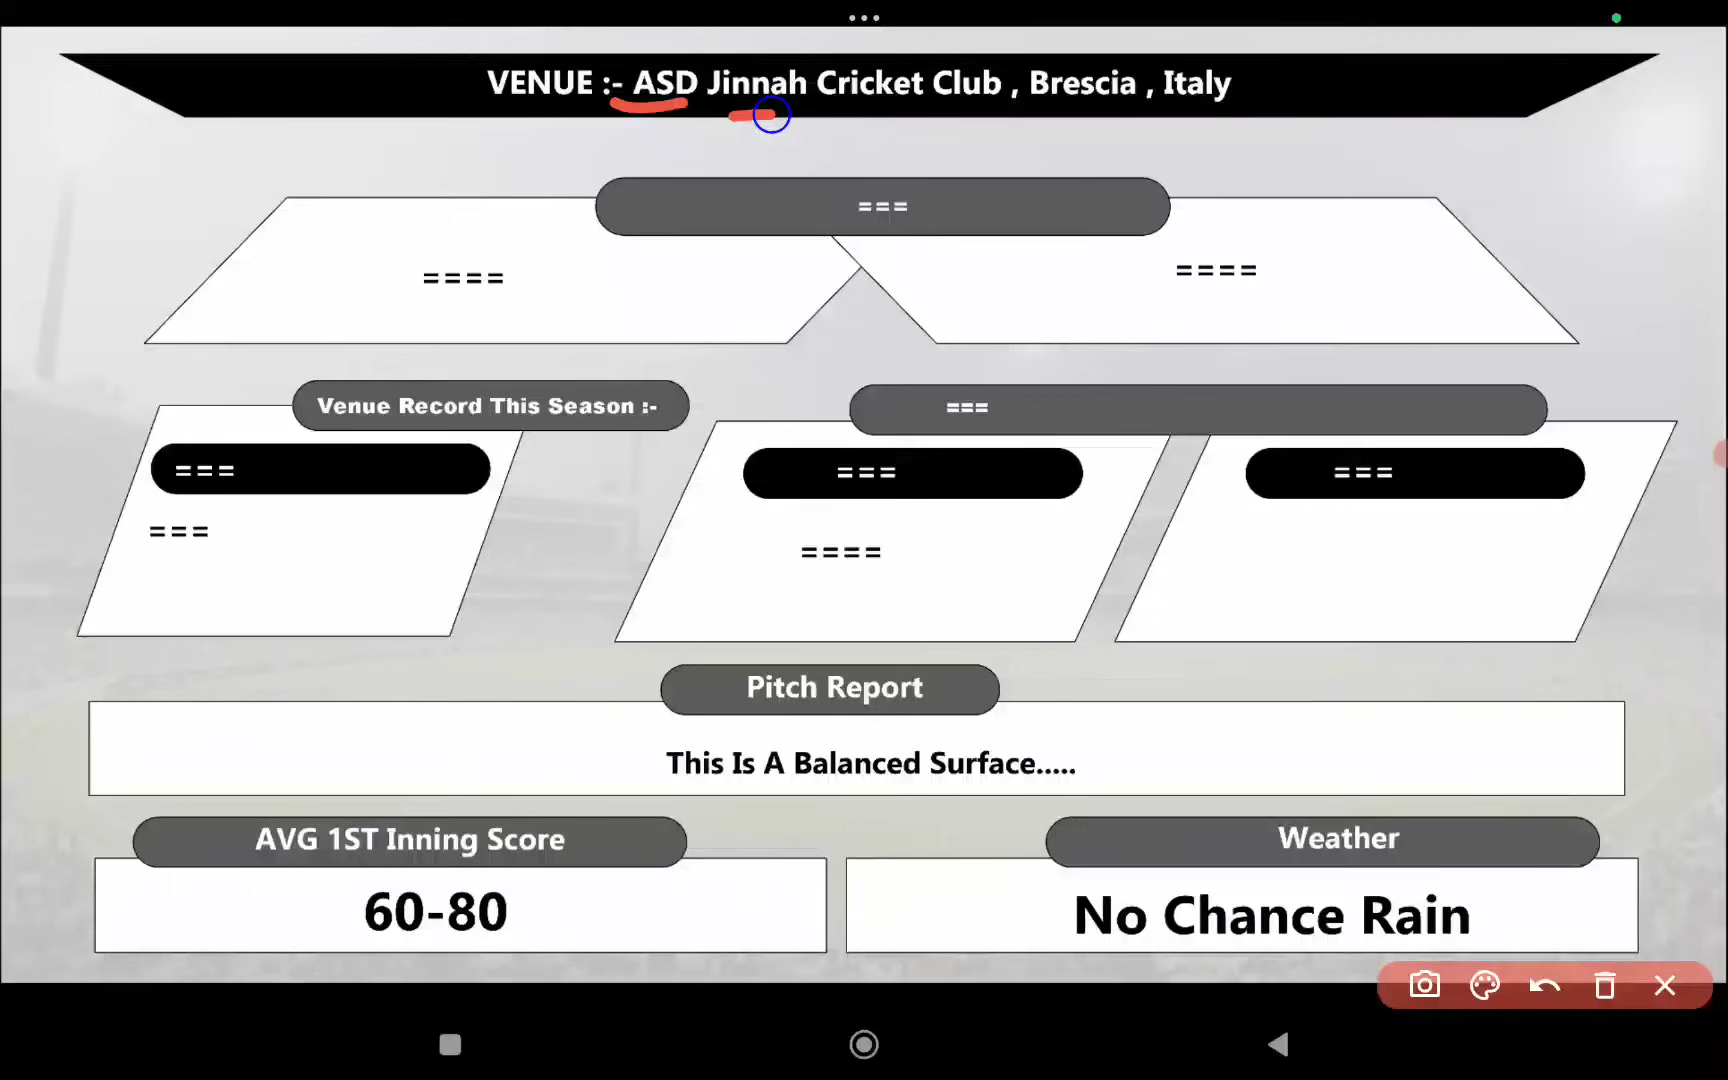 VENUE :- ASD Jinnah Cricket Club , Brescia , Italy
===
====
====
Venue Record This Season :-
===
===
===
===
===
====
Pitch Report
This Is A Balanced Surface.....
AVG 1ST Inning Score
Weather
60-80
No Chance Rain